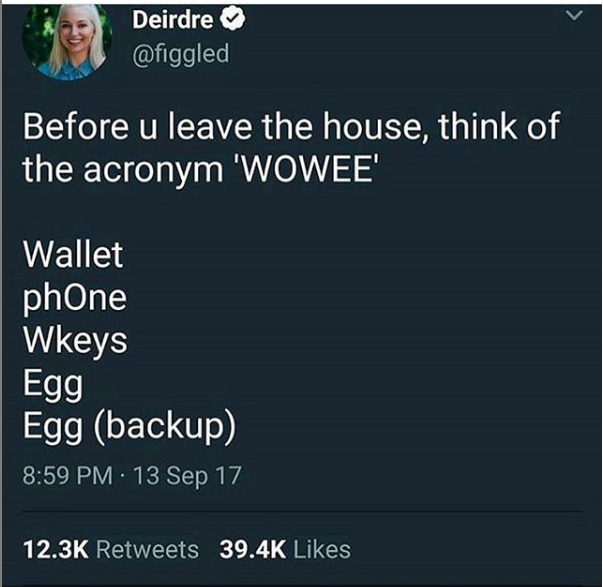 Deirdre
@figgled
Before u leave the house, think of
the acronym 'WOWEE'
Wallet
phOne
Wkeys
Egg
Egg (backup)
8:59 PM · 13 Sep 17
12.3K Retweets 39.4K Likes